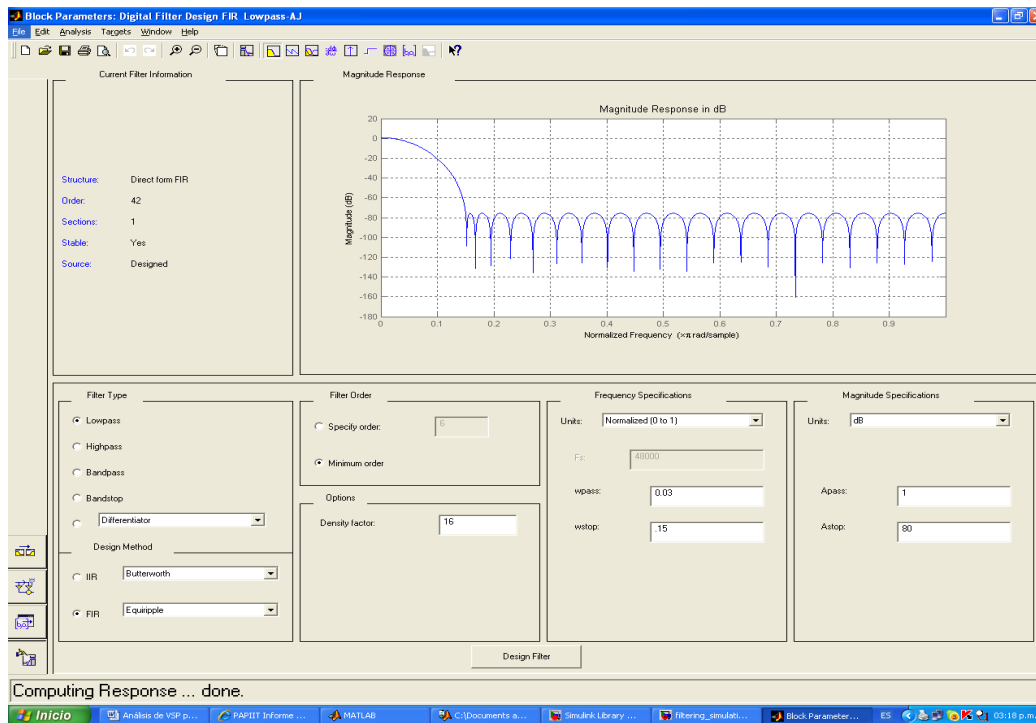 Block Parameters: Digital Filter Design FIR Lowpass-AJ
File Edit Analysis Targets Window Help
Current Filter Information
Structure: Direct form FIR
Order: 42
Sections: 1
Stable: Yes
Source: Designed
Magnitude Response
Magnitude Response in dB
Magnitude (dB)
20
0
-20
-40
-60
-80
-100
-120
-140
-160
-180
0 0.1 0.2 0.3 0.4 0.5 0.6 0.7 0.8 0.9
Normalized Frequency (×π rad/sample)
Filter Type
Lowpass
Highpass
Bandpass
Bandstop
Differentiator
Design Method
IIR Butterworth
FIR Equiripple
Filter Order
Specify order: 6
Minimum order
Options
Density factor: 16
Frequency Specifications
Units: Normalized (0 to 1)
Fs: 48000
wpass: 0.03
wstop: .15
Magnitude Specifications
Units: dB
Apass: 1
Astop: 80
Design Filter
Computing Response ... done.
Inicio Análisis de VSP p... PAPIIT Informe ... MATLAB C:\Documents a... Simulink Library ... filtering_simulati... Block Parameter... ES 03:18 p.m.